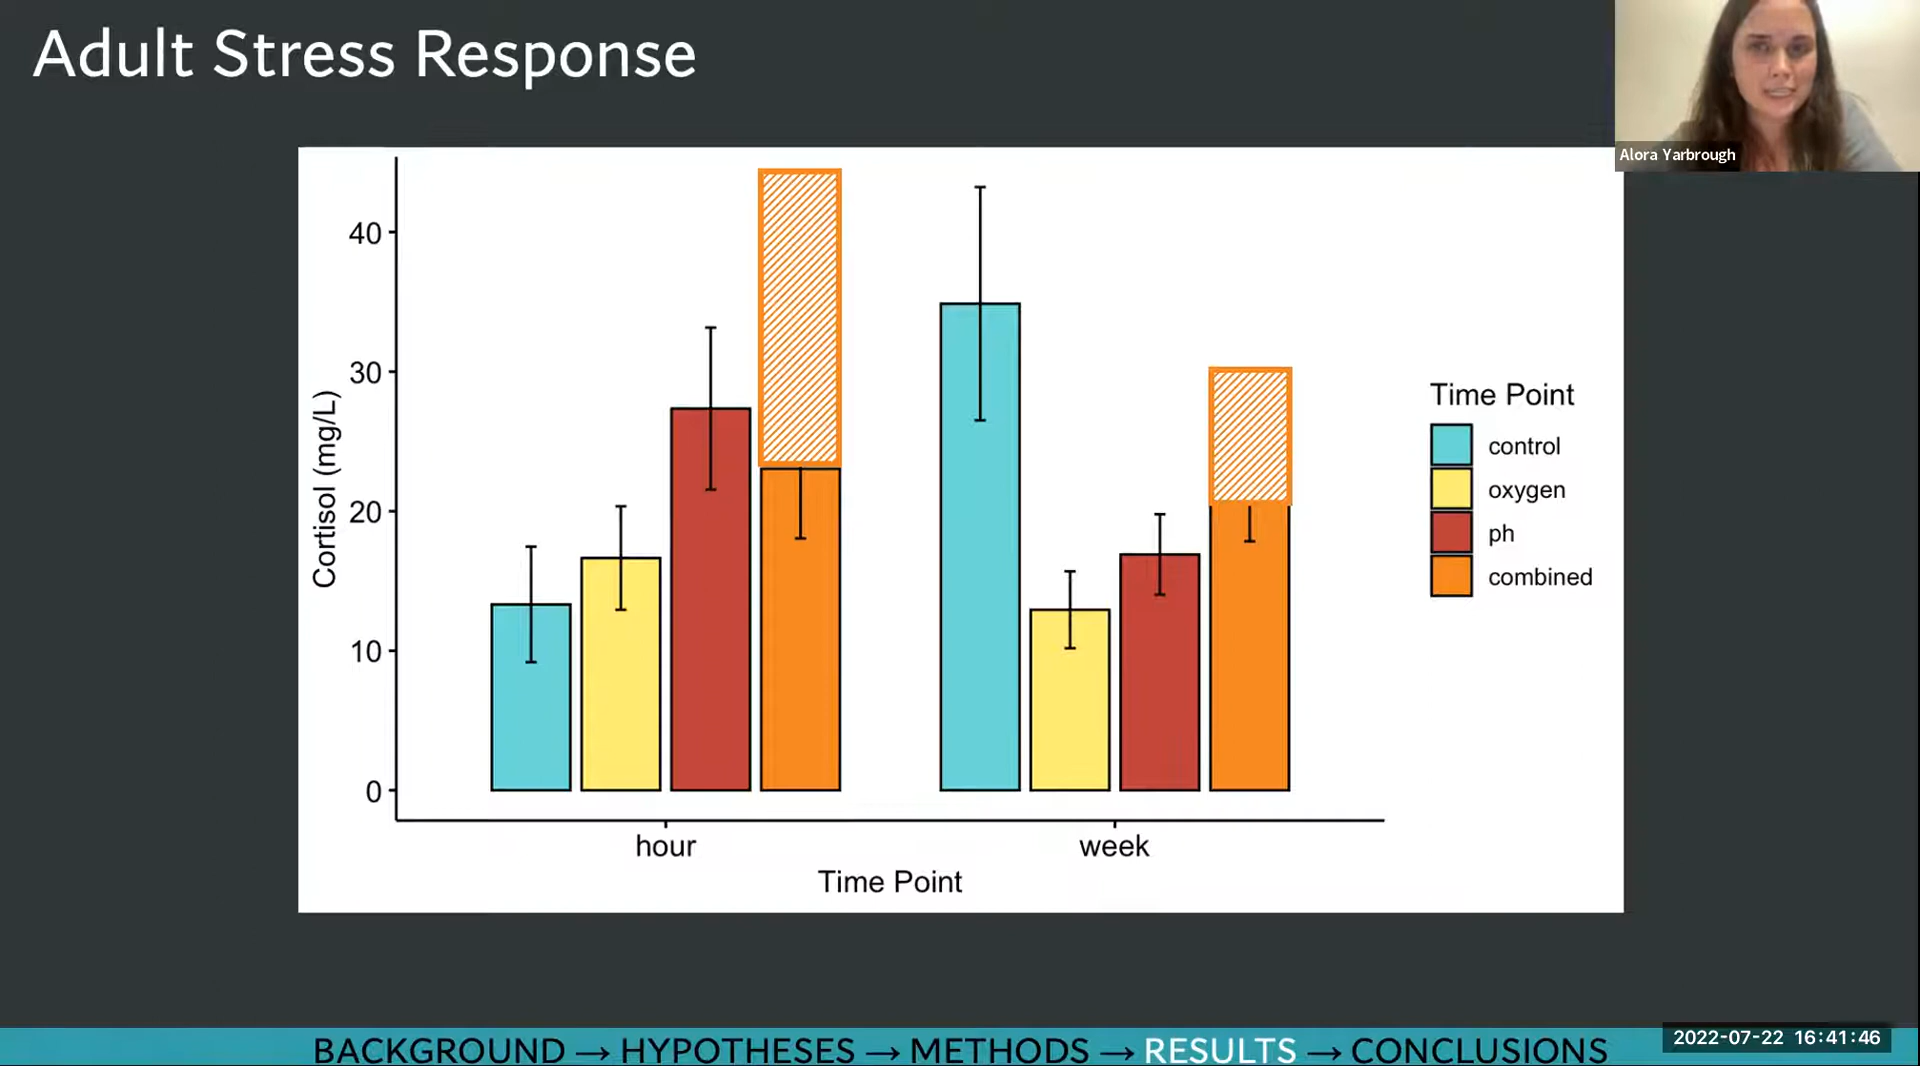 Adult Stress Response
Alora Yarbrough
40
30
20
10
0
Cortisol (mg/L)
hour
week
Time Point
Time Point
control
oxygen
ph
combined
BACKGROUND → HYPOTHESES → METHODS → RESULTS → CONCLUSIONS
2022-07-22 16:41:46